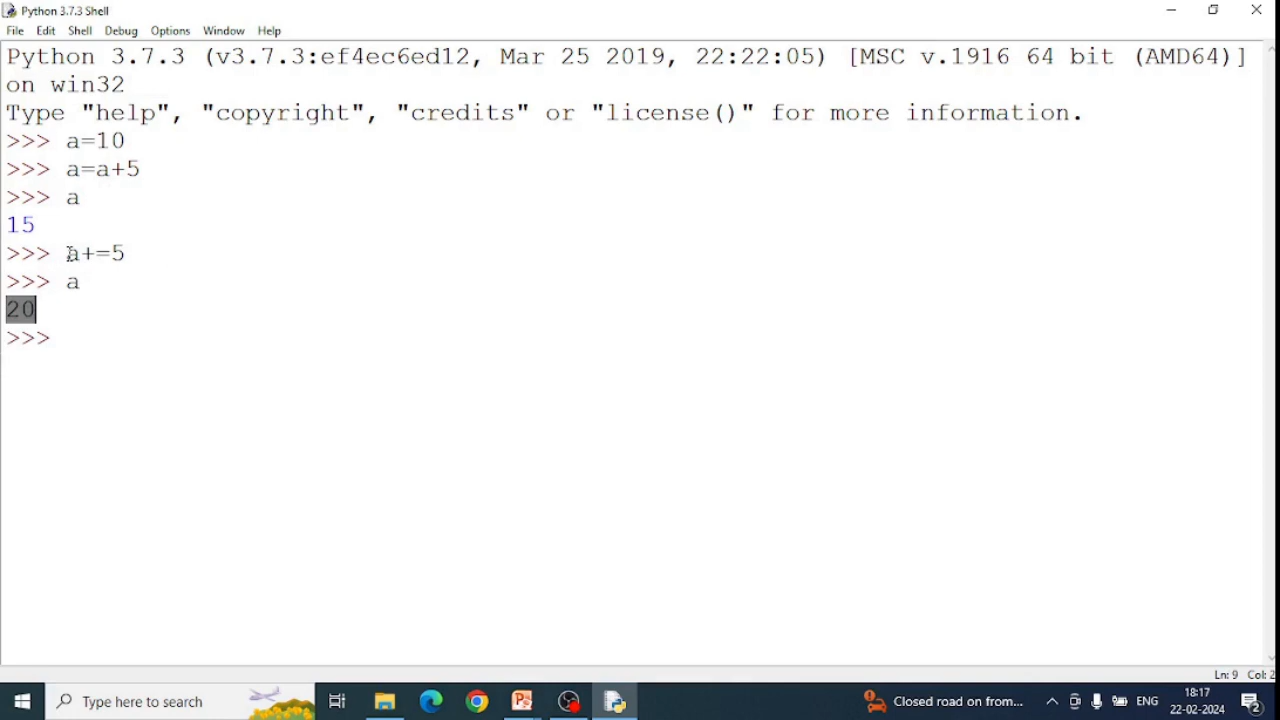 Python 3.7.3 Shell
File Edit Shell Debug Options Window Help
Python 3.7.3 (v3.7.3:ef4ec6ed12, Mar 25 2019, 22:22:05) [MSC v.1916 64 bit (AMD64)]
on win32
Type "help", "copyright", "credits" or "license()" for more information.
>>> a=10
>>> a=a+5
>>> a
15
>>> a+=5
>>> a
20
>>>
Ln: 9 Col: 2
Type here to search
Closed road on from...
ENG
18:17
22-02-2024
2